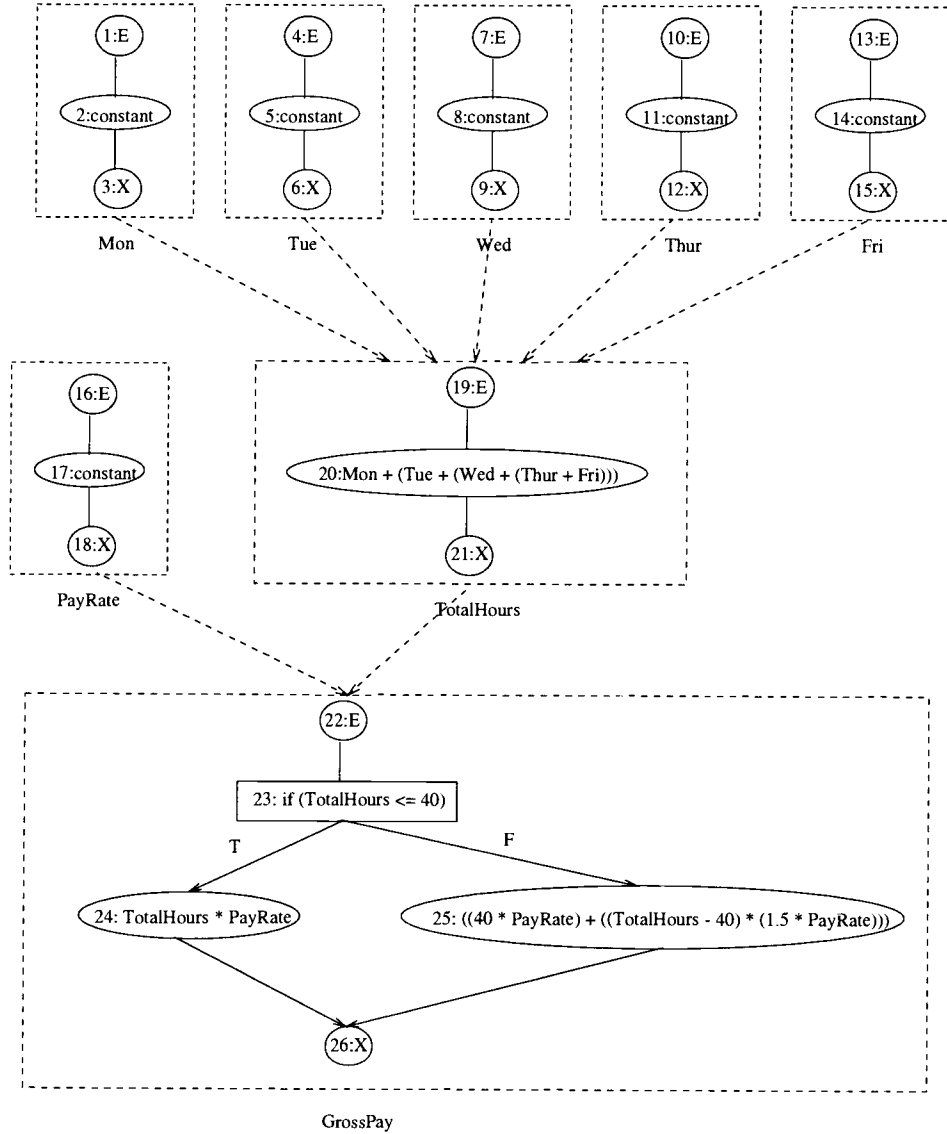 1:E
4:E
7:E
10:E
13:E
2:constant
5:constant
8:constant
11:constant
14:constant
3:X
6:X
9:X
12:X
15:X
Mon
Tue
Wed
Thur
Fri
16:E
19:E
17:constant
20:Mon + (Tue + (Wed + (Thur + Fri)))
18:X
21:X
PayRate
TotalHours
22:E
23: if (TotalHours <= 40)
T
F
24: TotalHours * PayRate
25: ((40 * PayRate) + ((TotalHours - 40) * (1.5 * PayRate)))
26:X
GrossPay